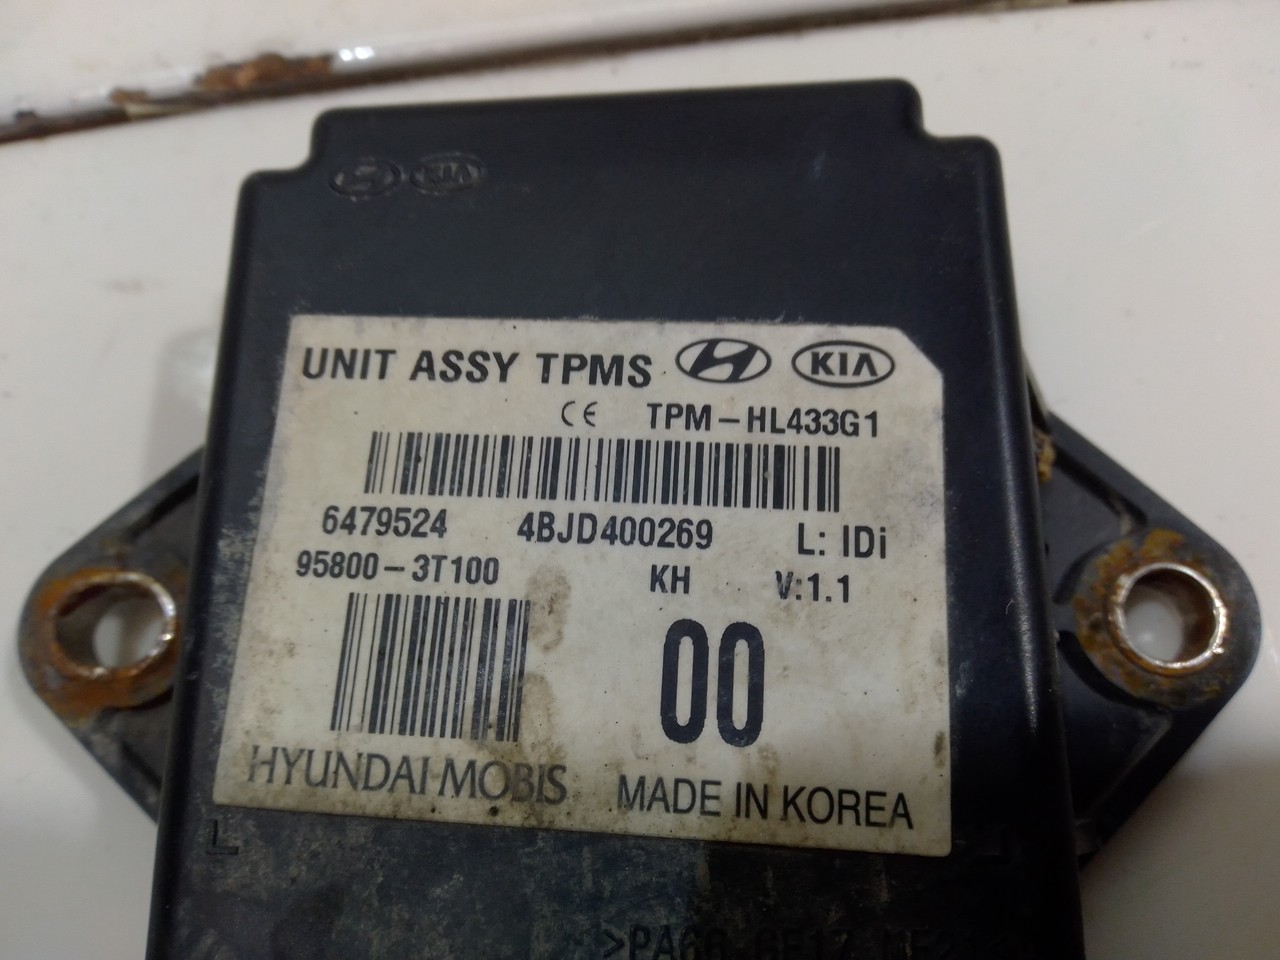 KIA
UNIT ASSY TPMS KIA
CE TPM-HL433G1
6479524 4BJD400269 L: IDi
95800-3T100 KH V:1.1
00
HYUNDAI MOBIS MADE IN KOREA
L